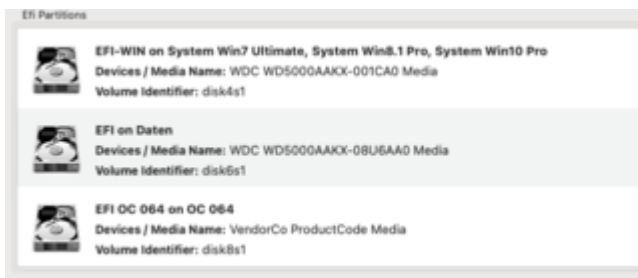 Efi Partitions
EFI-WIN on System Win7 Ultimate, System Win8.1 Pro, System Win10 Pro
Devices / Media Name: WDC WD5000AAKX-001CA0 Media
Volume Identifier: disk4s1
EFI on Daten
Devices / Media Name: WDC WD5000AAKX-08U6AA0 Media
Volume Identifier: disk6s1
EFI OC 064 on OC 064
Devices / Media Name: VendorCo ProductCode Media
Volume Identifier: disk8s1